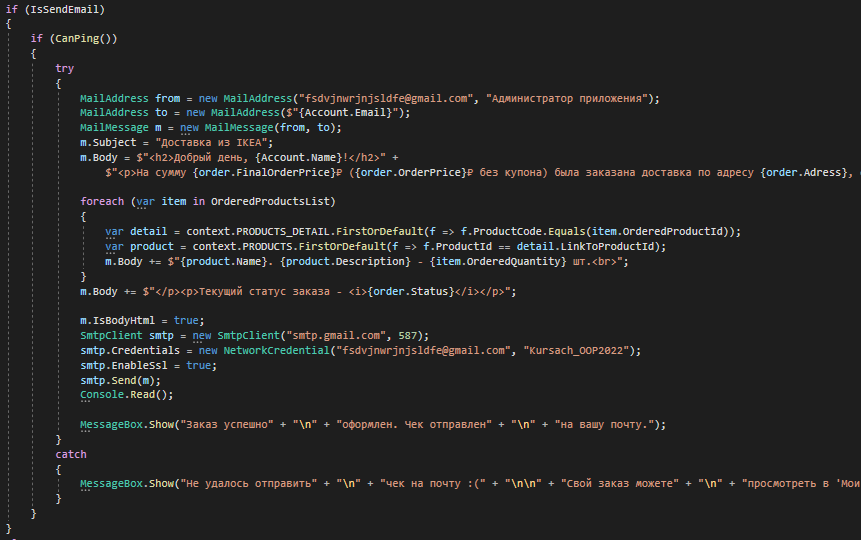 if (IsSendEmail)
{
if (CanPing())
{
try
{
MailAddress from = new MailAddress("fsdvjnwrjnjsldfe@gmail.com", "Администратор приложения");
MailAddress to = new MailAddress($"{Account.Email}");
MailMessage m = new MailMessage(from, to);
m.Subject = "Доставка из IKEA";
m.Body = $"<h2>Добрый день, {Account.Name}!</h2>" +
$"<p>На сумму {order.FinalOrderPrice}₽ ({order.OrderPrice}₽ без купона) была заказана доставка по адресу {order.Adress},
foreach (var item in OrderedProductsList)
{
var detail = context.PRODUCTS_DETAIL.FirstOrDefault(f => f.ProductCode.Equals(item.OrderedProductId));
var product = context.PRODUCTS.FirstOrDefault(f => f.ProductId == detail.LinkToProductId);
m.Body += $"{product.Name}. {product.Description} - {item.OrderedQuantity} шт.<br>";
}
m.Body += $"</p><p>Текущий статус заказа - <i>{order.Status}</i></p>";
m.IsBodyHtml = true;
SmtpClient smtp = new SmtpClient("smtp.gmail.com", 587);
smtp.Credentials = new NetworkCredential("fsdvjnwrjnjsldfe@gmail.com", "Kursach_OOP2022");
smtp.EnableSsl = true;
smtp.Send(m);
Console.Read();
MessageBox.Show("Заказ успешно" + "\n" + "оформлен. Чек отправлен" + "\n" + "на вашу почту.");
}
catch
{
MessageBox.Show("Не удалось отправить" + "\n" + "чек на почту :(" + "\n\n" + "Свой заказ можете" + "\n" + "просмотреть в 'Мои
}
}
}